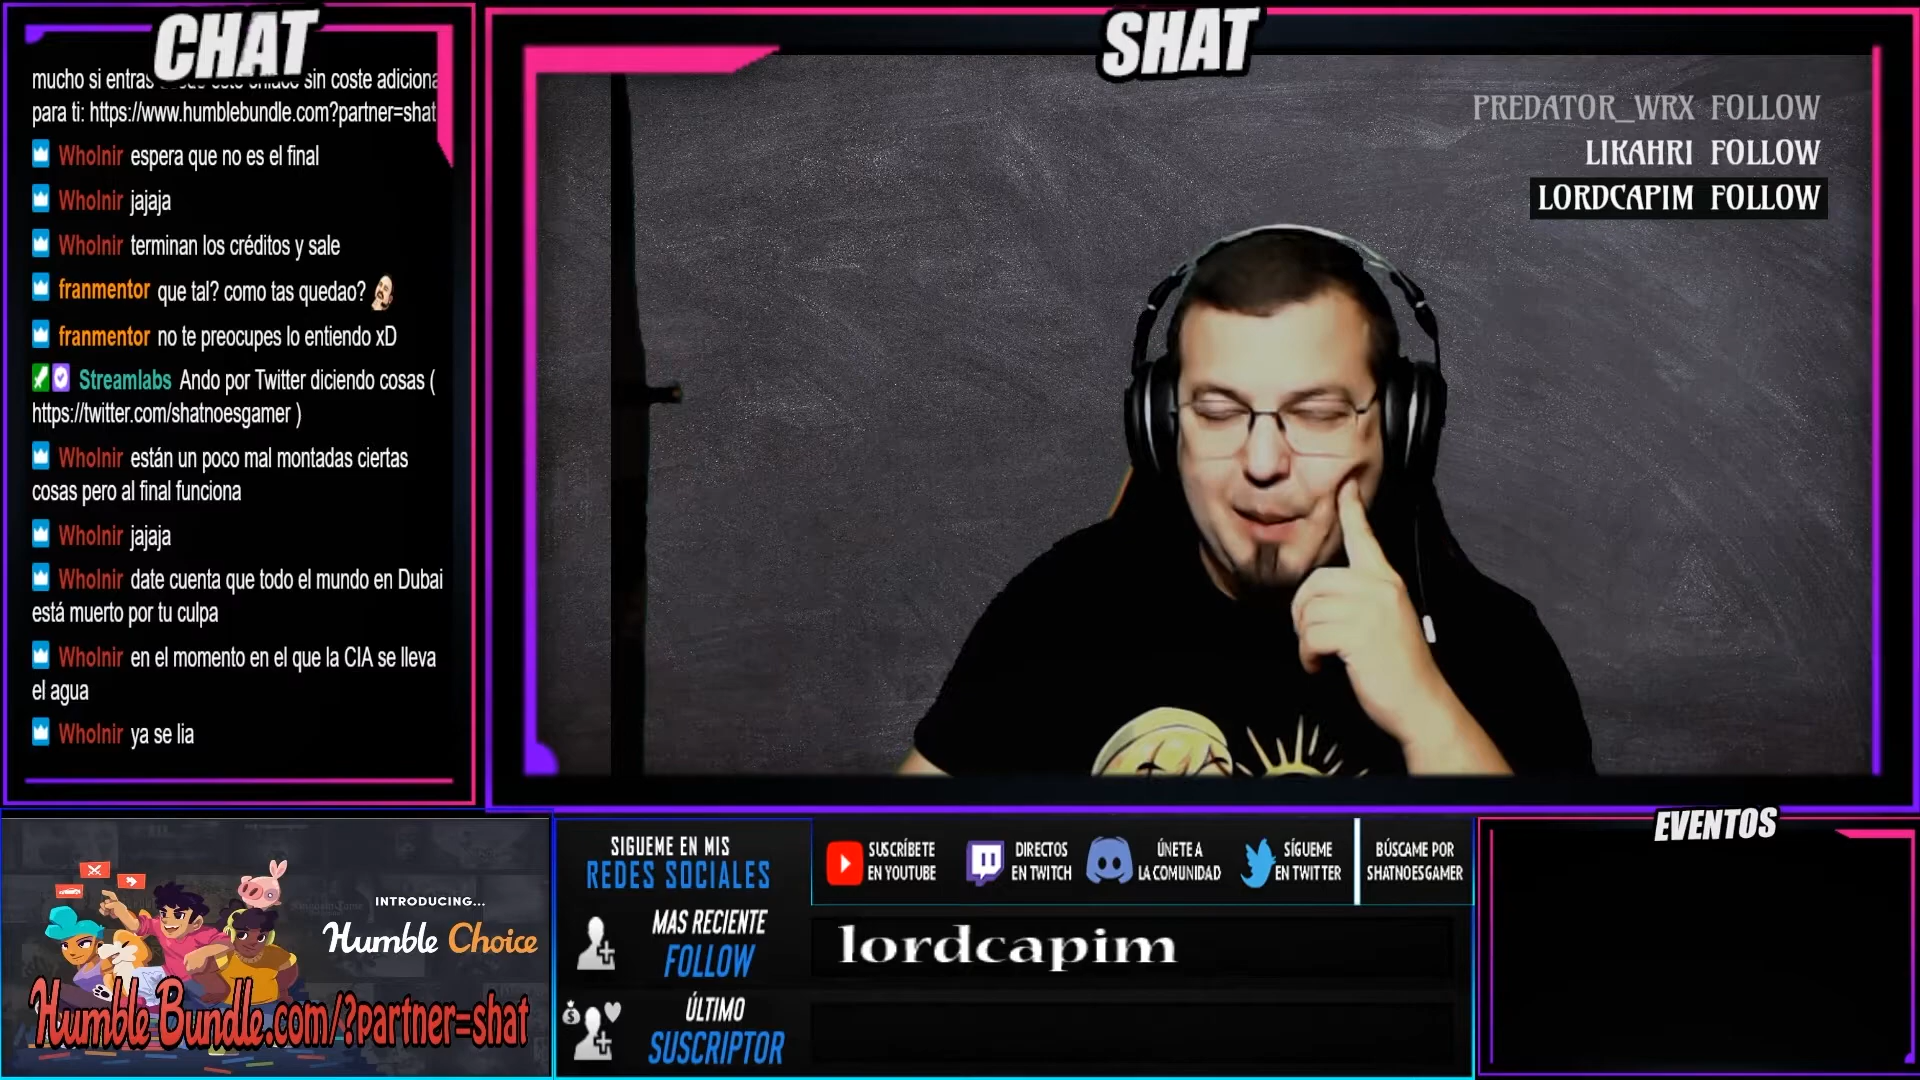 CHAT
mucho si entras este enlace sin coste adiciona
para ti: https://www.humblebundle.com?partner=shat
Wholnir espera que no es el final
Wholnir jajaja
Wholnir terminan los créditos y sale
franmentor que tal? como tas quedao?
franmentor no te preocupes lo entiendo xD
Streamlabs Ando por Twitter diciendo cosas (
https://twitter.com/shatnoesgamer )
Wholnir están un poco mal montadas ciertas
cosas pero al final funciona
Wholnir jajaja
Wholnir date cuenta que todo el mundo en Dubai
está muerto por tu culpa
Wholnir en el momento en el que la CIA se lleva
el agua
Wholnir ya se lia
SHAT
PREDATOR_WRX FOLLOW
LIKAHRI FOLLOW
LORDCAPIM FOLLOW
INTRODUCING...
Humble Choice
Humble Bundle.com/?partner=shat
SIGUEME EN MIS
REDES SOCIALES
SUSCRÍBETE
EN YOUTUBE
DIRECTOS
EN TWITCH
ÚNETE A
LA COMUNIDAD
SÍGUEME
EN TWITTER
BÚSCAME POR
SHATNOESGAMER
MAS RECIENTE
FOLLOW
lordcapim
ÚLTIMO
SUSCRIPTOR
EVENTOS